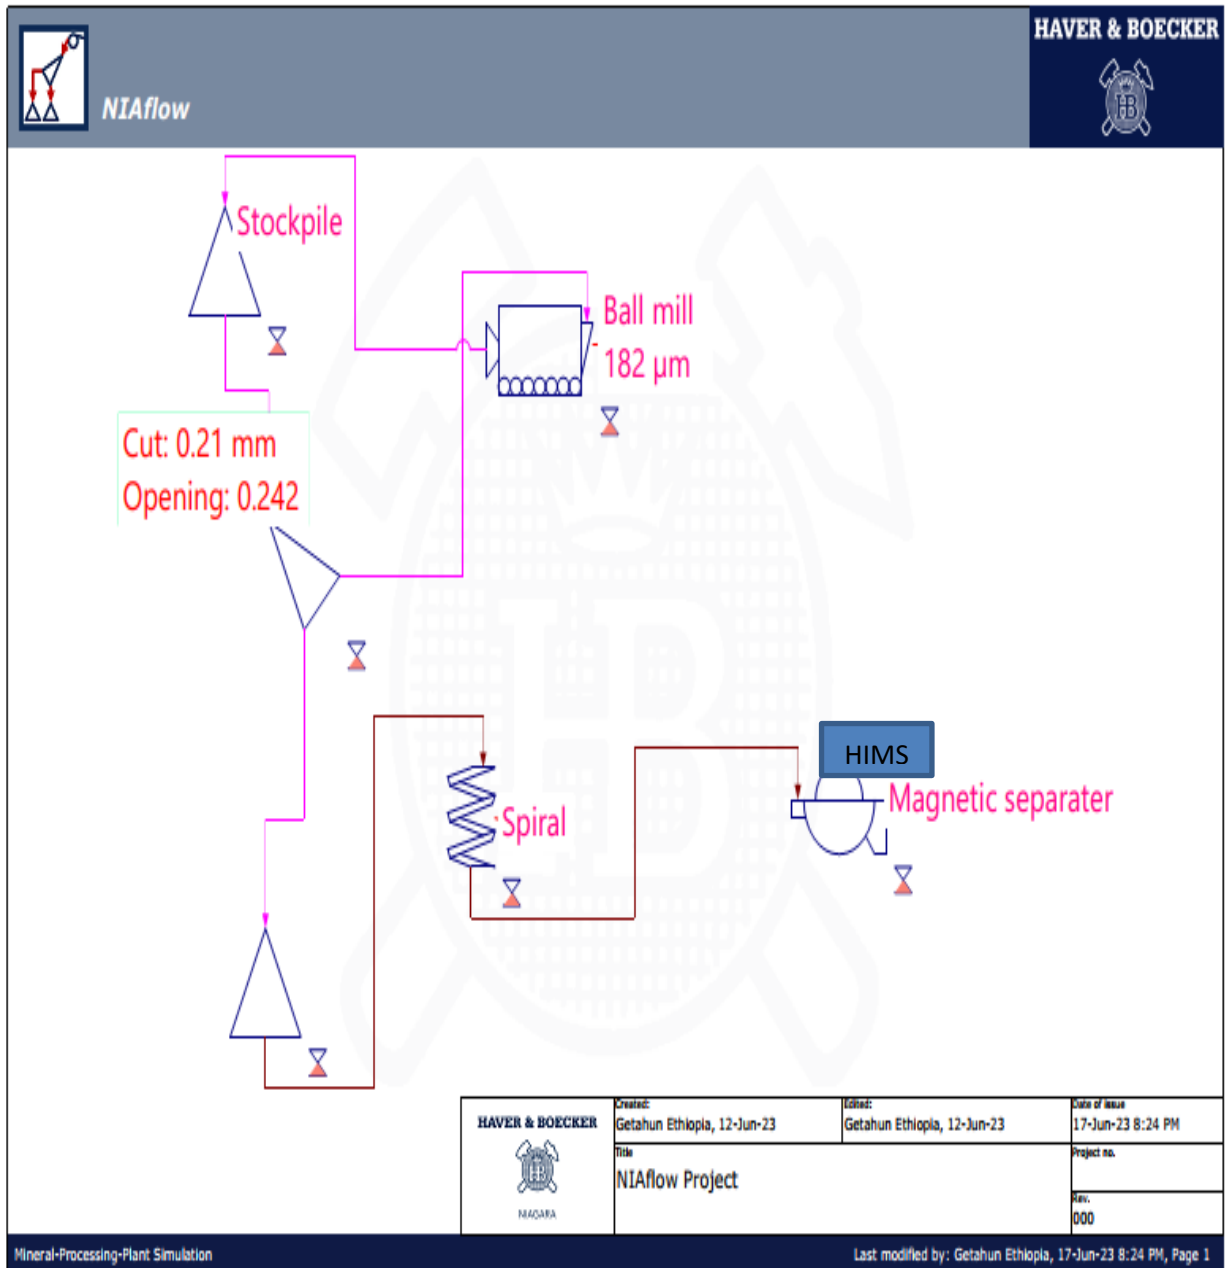 HAVER & BOECKER
HB
NIAflow
Stockpile
Ball mill
182 µm
Cut: 0.21 mm
Opening: 0.242
HIMS
Magnetic separater
Spiral
HAVER & BOECKER
HB
NIAGARA
Created:
Getahun Ethiopia, 12-Jun-23
Edited:
Getahun Ethiopia, 12-Jun-23
Date of issue
17-Jun-23 8:24 PM
Title
NIAflow Project
Project no.
Rev.
000
Mineral-Processing-Plant Simulation
Last modified by: Getahun Ethiopia, 17-Jun-23 8:24 PM, Page 1